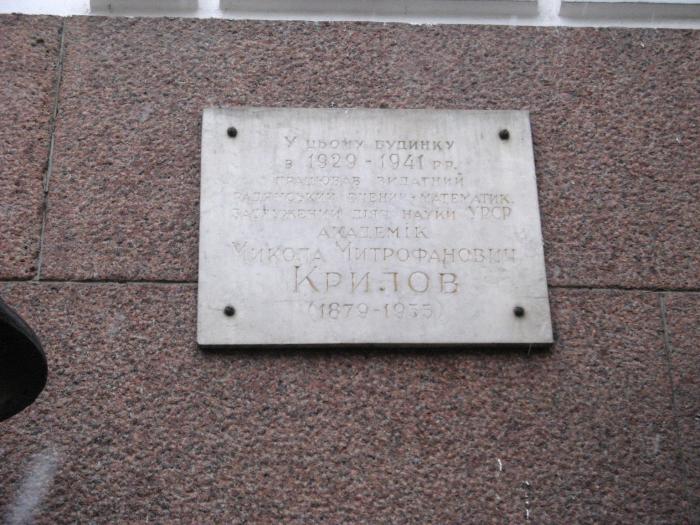 У цьому будинку
в 1929-1941 рр.
працював видатний
радянський вчений-математик,
заслужений діяч науки УРСР
академік
Микола Митрофанович
Крилов
(1879-1955)